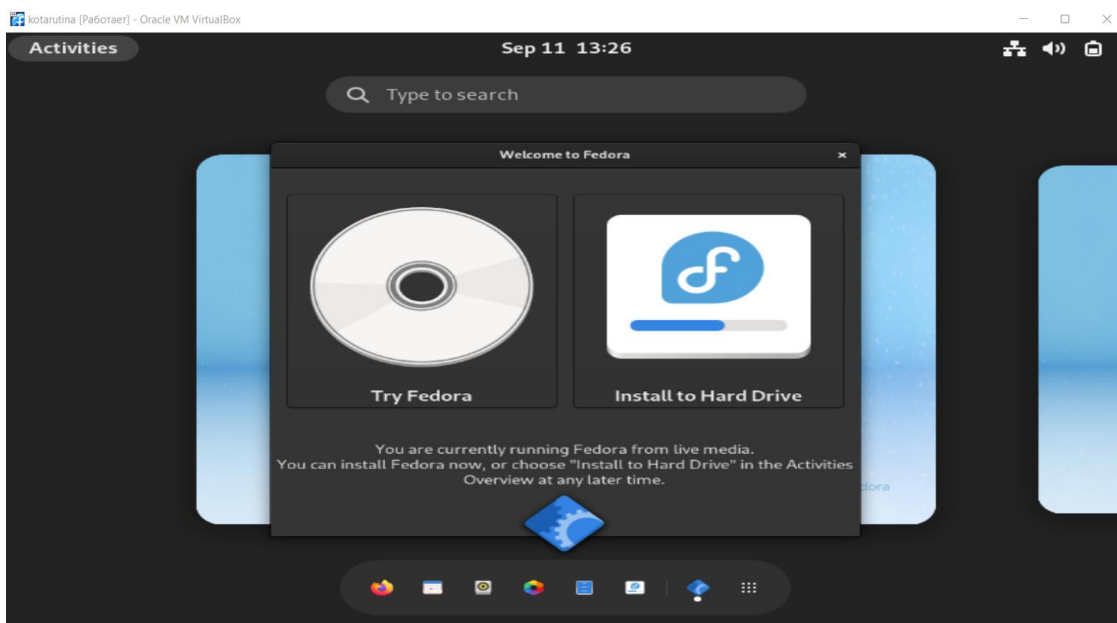 kotarutina [Работает] - Oracle VM VirtualBox
Activities
Sep 11 13:26
Type to search
Welcome to Fedora
Try Fedora
Install to Hard Drive
You are currently running Fedora from live media.
You can install Fedora now, or choose "Install to Hard Drive" in the Activities
Overview at any later time.
dora